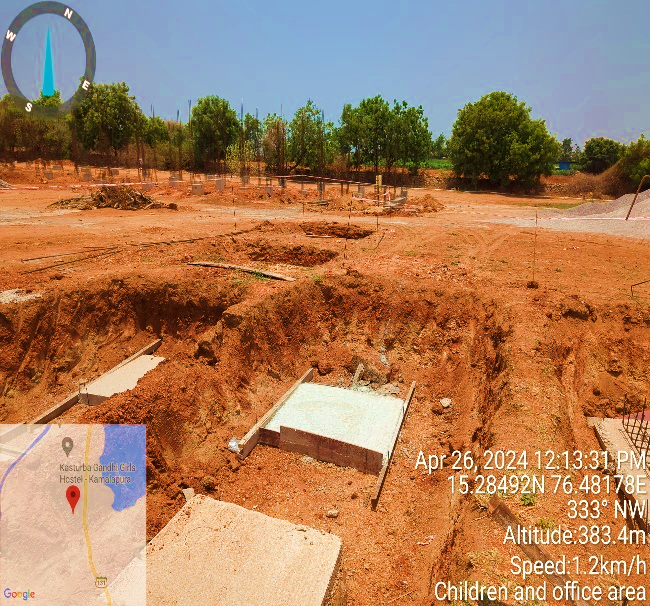 N
W
E
S
Kasturba Gandhi Girls
Hostel - Kamalapura
131
Google
Apr 26, 2024 12:13:31 PM
15.28492N 76.48178E
333° NW
Altitude:383.4m
Speed:1.2km/h
Children and office area